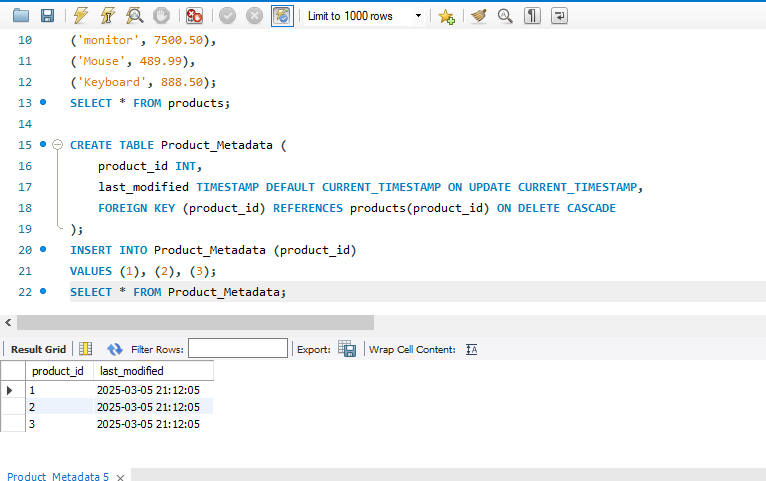 Limit to 1000 rows
10 ('monitor', 7500.50),
11 ('Mouse', 489.99),
12 ('Keyboard', 888.50);
13 SELECT * FROM products;
14
15 CREATE TABLE Product_Metadata (
16 product_id INT,
17 last_modified TIMESTAMP DEFAULT CURRENT_TIMESTAMP ON UPDATE CURRENT_TIMESTAMP,
18 FOREIGN KEY (product_id) REFERENCES products(product_id) ON DELETE CASCADE
19 );
20 INSERT INTO Product_Metadata (product_id)
21 VALUES (1), (2), (3);
22 SELECT * FROM Product_Metadata;
Result Grid Filter Rows: Export: Wrap Cell Content:
product_id last_modified
1 2025-03-05 21:12:05
2 2025-03-05 21:12:05
3 2025-03-05 21:12:05
Product_Metadata 5 ×